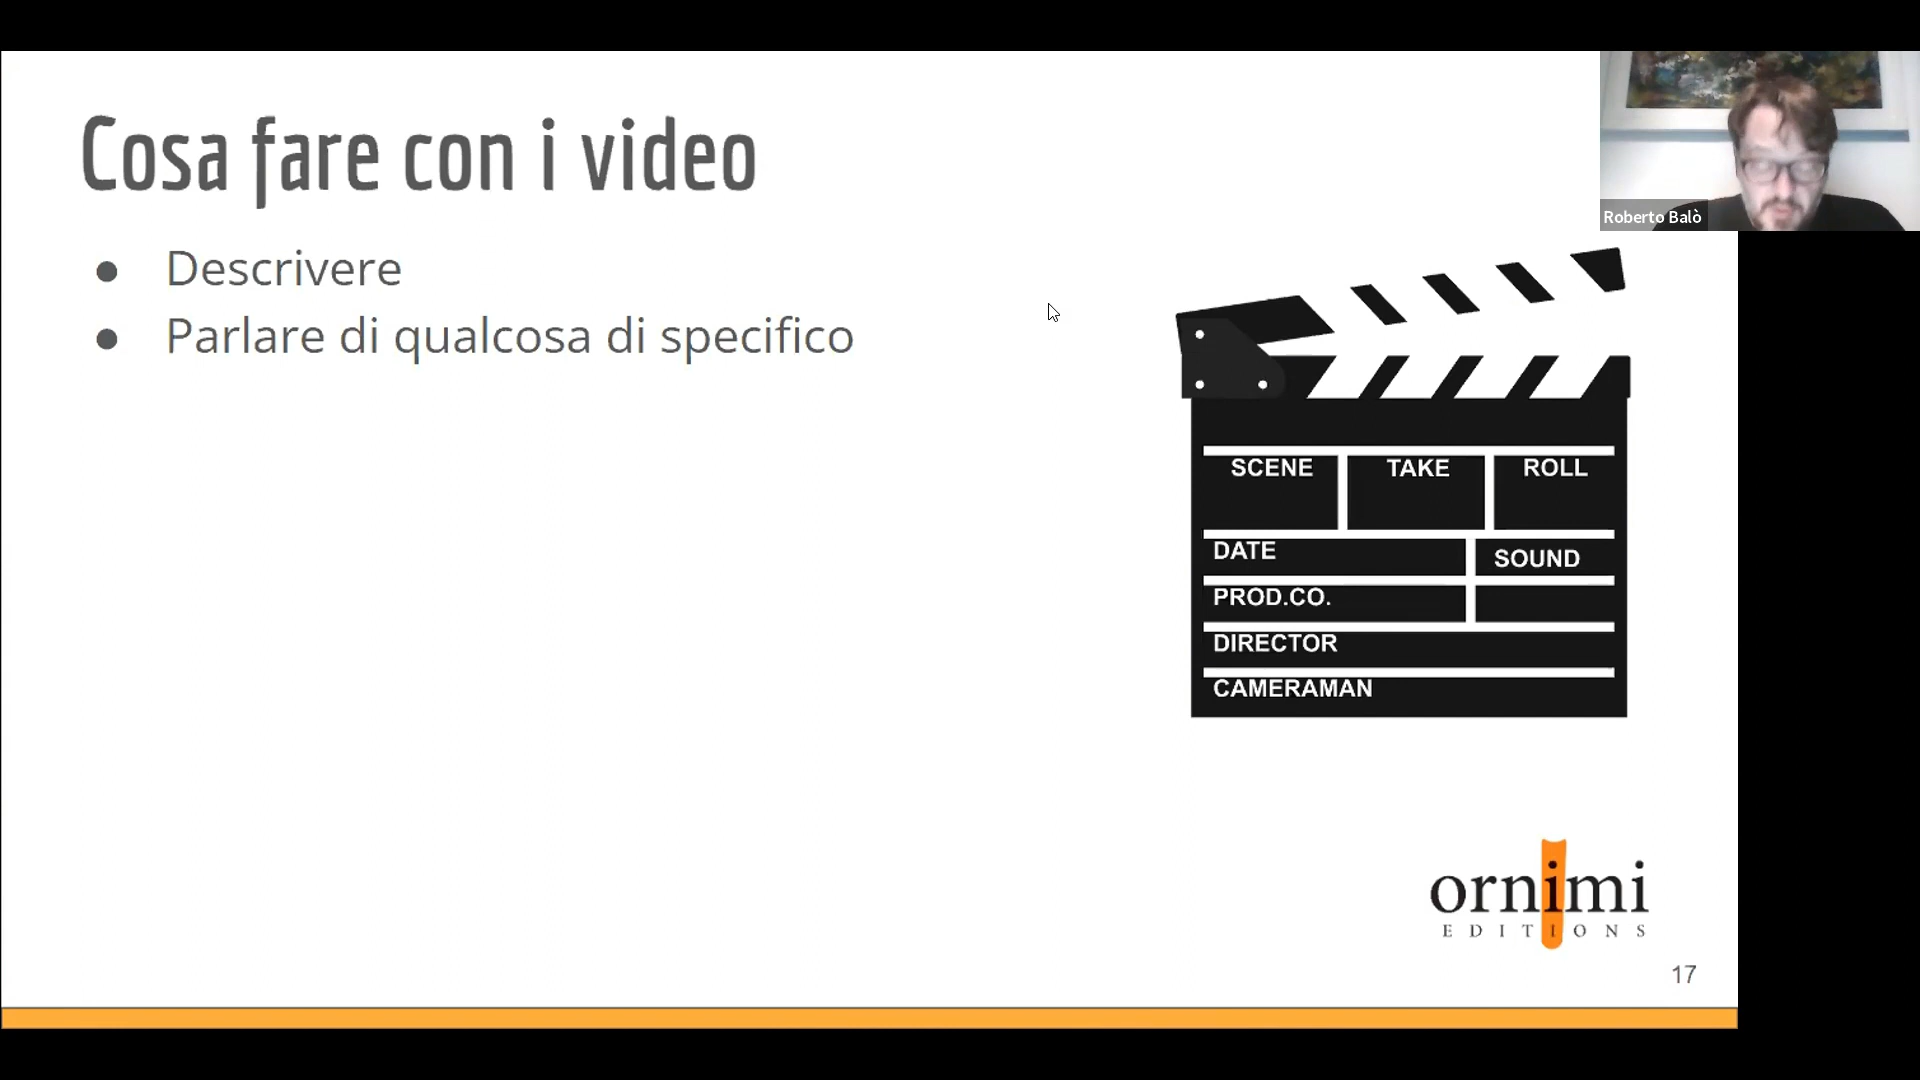 Cosa fare con i video
Roberto Balò
● Descrivere
● Parlare di qualcosa di specifico
SCENE TAKE ROLL
DATE SOUND
PROD.CO.
DIRECTOR
CAMERAMAN
ornimi
EDITIONS
17